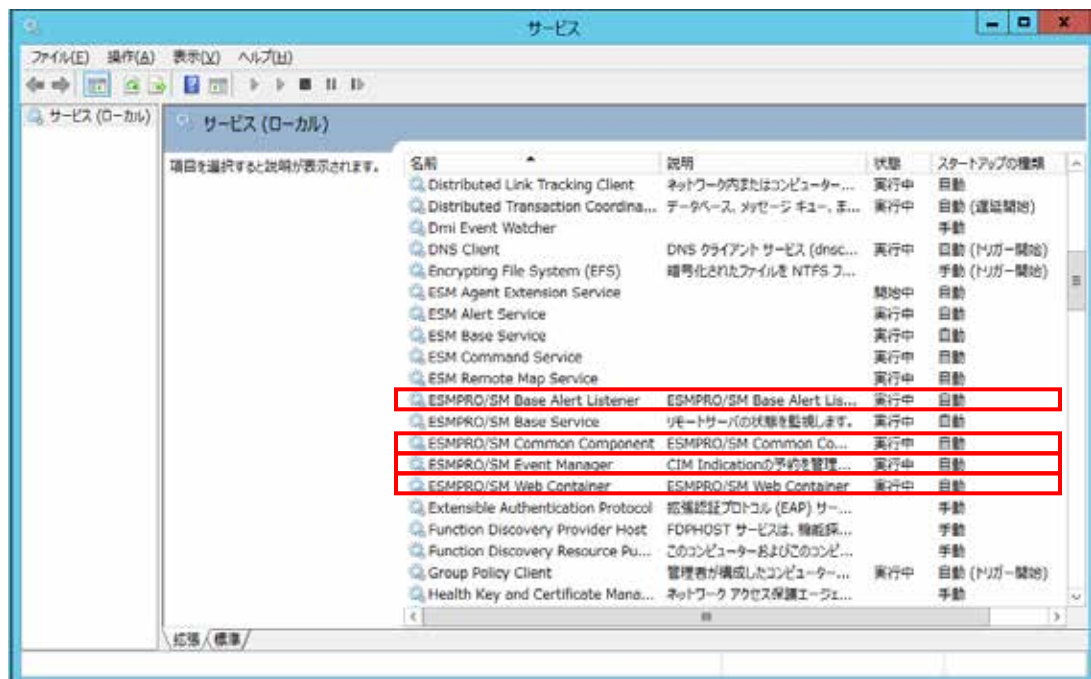 サービス
ファイル(F) 操作(A) 表示(V) ヘルプ(H)
サービス (ローカル)
サービス (ローカル)
項目を選択すると説明が表示されます。
名前 説明 状態 スタートアップの種類
Distributed Link Tracking Client ネットワーク内またはコンピューター... 実行中 自動
Distributed Transaction Coordina... データベース、メッセージ キュー、ま... 実行中 自動 (遅延開始)
Dmi Event Watcher 手動
DNS Client DNS クライアント サービス (dnsc... 実行中 自動 (トリガー開始)
Encrypting File System (EFS) 暗号化されたファイルを NTFS フ... 手動 (トリガー開始)
ESM Agent Extension Service 開始中 自動
ESM Alert Service 実行中 自動
ESM Base Service 実行中 自動
ESM Command Service 実行中 自動
ESM Remote Map Service 実行中 自動
ESMPRO/SM Base Alert Listener ESMPRO/SM Base Alert Lis... 実行中 自動
ESMPRO/SM Base Service リモートサーバの状態を監視します。 実行中 自動
ESMPRO/SM Common Component ESMPRO/SM Common Co... 実行中 自動
ESMPRO/SM Event Manager CIM Indicationの予約を管理... 実行中 自動
ESMPRO/SM Web Container ESMPRO/SM Web Container 実行中 自動
Extensible Authentication Protocol 拡張認証プロトコル (EAP) サー... 手動
Function Discovery Provider Host FDPHOST サービスは、機能探... 手動
Function Discovery Resource Pu... このコンピューターおよびこのコンピ... 手動
Group Policy Client 管理者が構成したコンピューター... 実行中 自動 (トリガー開始)
Health Key and Certificate Mana... ネットワーク アクセス保護エージェ... 手動
拡張 標準